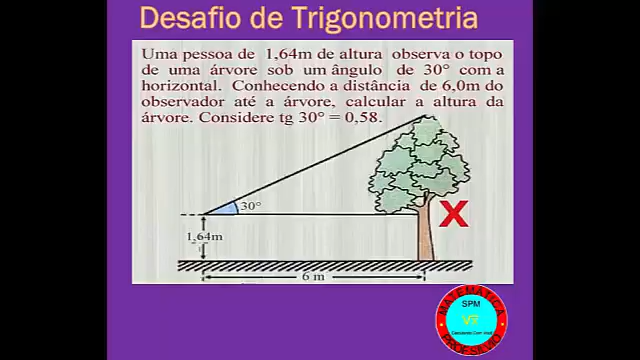 Desafio de Trigonometria
Uma pessoa de 1,64m de altura observa o topo
de uma árvore sob um ângulo de 30° com a
horizontal. Conhecendo a distância de 6,0m do
observador até a árvore, calcular a altura da
árvore. Considere tg 30° = 0,58.
30°
X
1,64m
6 m
MATEMÁTICA
SPM
PROFSILVIO